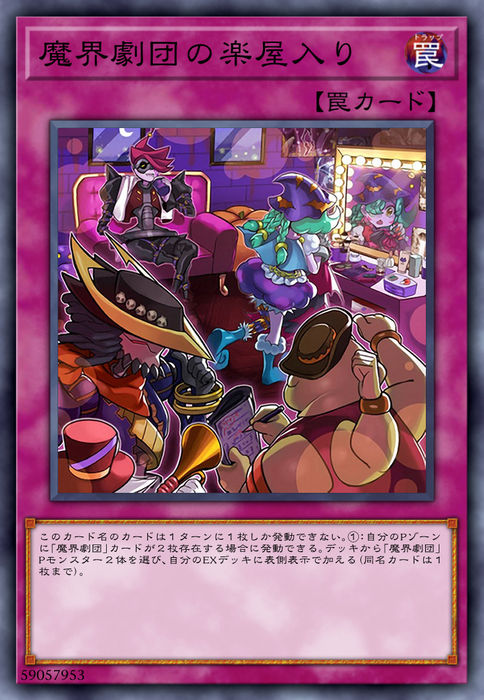 魔界劇団の楽屋入り
トラップ
罠
【罠カード】
このカード名のカードは１ターンに１枚しか発動できない。①：自分のＰゾーン
に「魔界劇団」カードが２枚存在する場合に発動できる。デッキから「魔界劇団」
Ｐモンスター２体を選び、自分のEXデッキに表側表示で加える（同名カードは１
枚まで）。
59057953